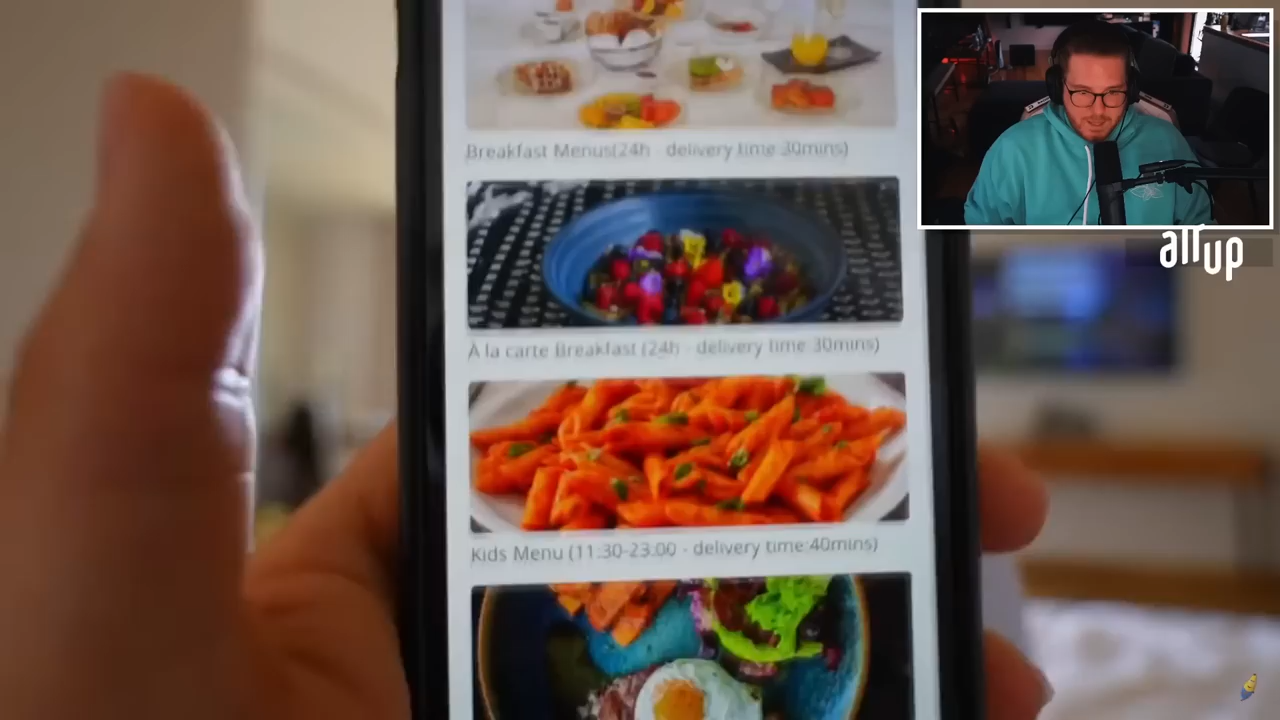 Breakfast Menus(24h - delivery time 30mins)
airup
À la carte Breakfast (24h - delivery time:30mins)
Kids Menu (11:30-23:00 - delivery time:40mins)